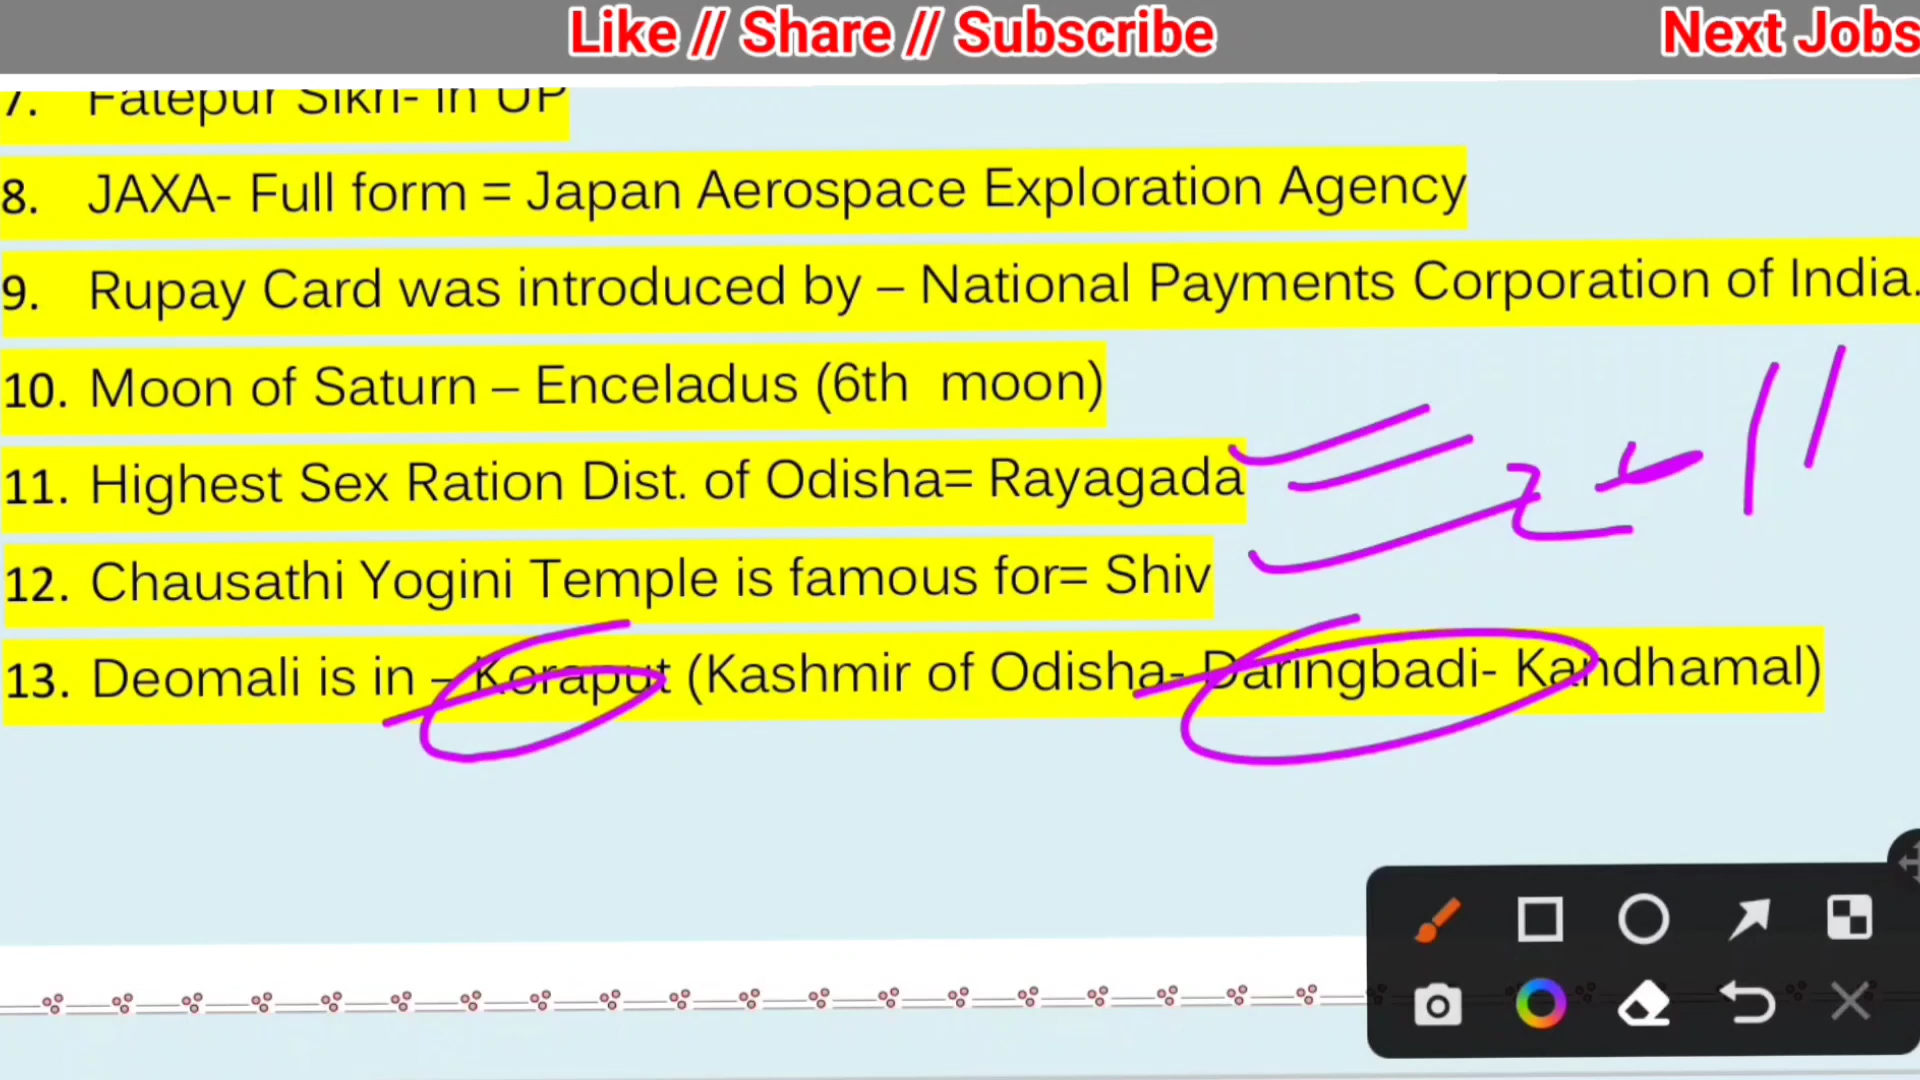 Like // Share // Subscribe
Next Jobs
7. Fatepur Sikri- in UP
8. JAXA- Full form = Japan Aerospace Exploration Agency
9. Rupay Card was introduced by – National Payments Corporation of India.
10. Moon of Saturn – Enceladus (6th moon)
11. Highest Sex Ration Dist. of Odisha= Rayagada
12. Chausathi Yogini Temple is famous for= Shiv
13. Deomali is in – Koraput (Kashmir of Odisha- Daringbadi- Kandhamal)